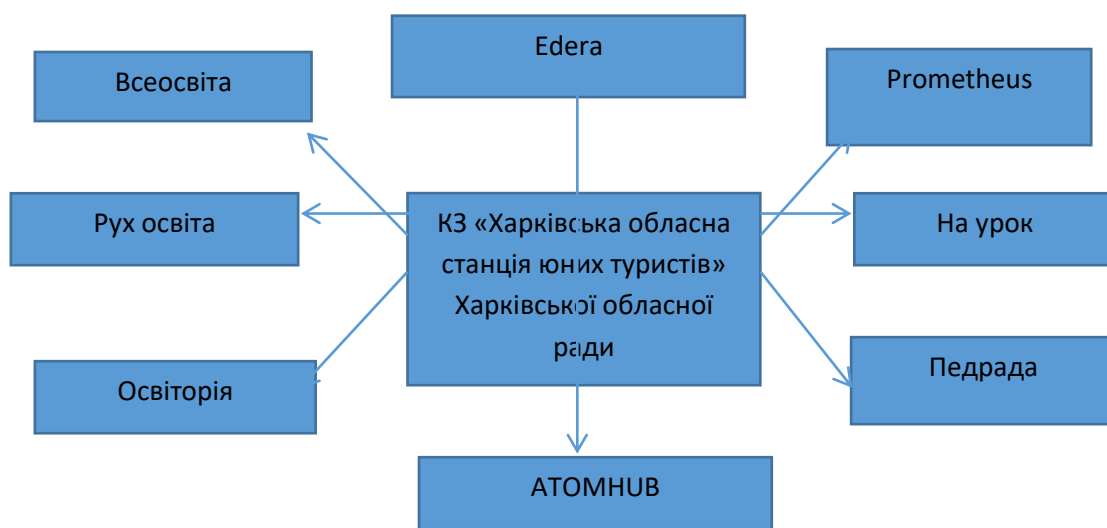 Edera
Всеосвіта
Prometheus
Рух освіта
КЗ «Харківська обласна
станція юних туристів»
Харківської обласної
ради
На урок
Освіторія
Педрада
ATOMHUB